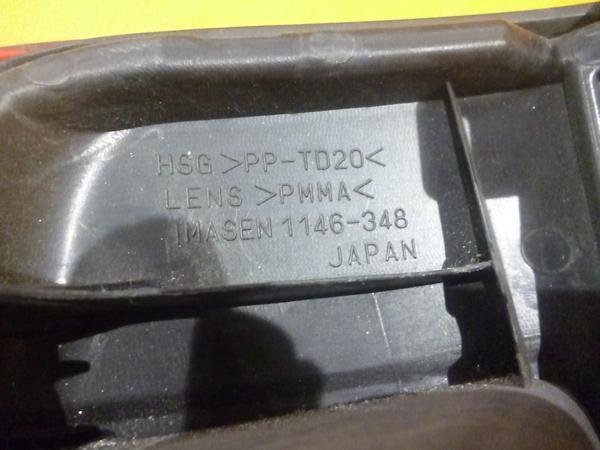 HSG >PP-TD20<
LENS >PMMA<
IMASEN 1146-348
JAPAN